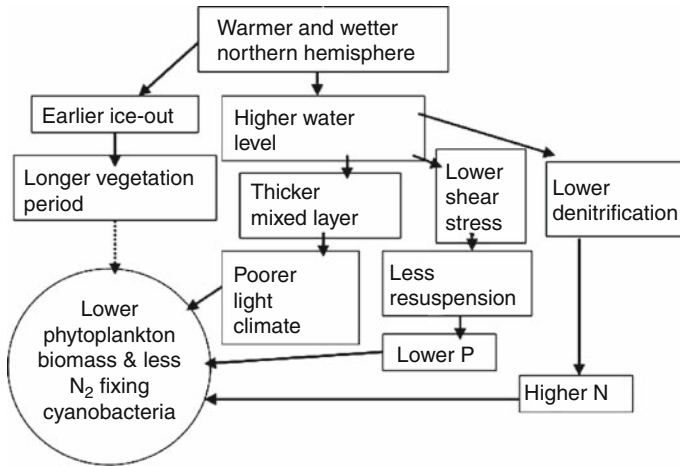 Warmer and wetter
northern hemisphere
Earlier ice-out
Higher water
level
Longer vegetation
period
Thicker
mixed layer
Lower
shear
stress
Lower
denitrification
Poorer
light
climate
Less
resuspension
Lower
phytoplankton
biomass & less
N₂ fixing
cyanobacteria
Lower P
Higher N